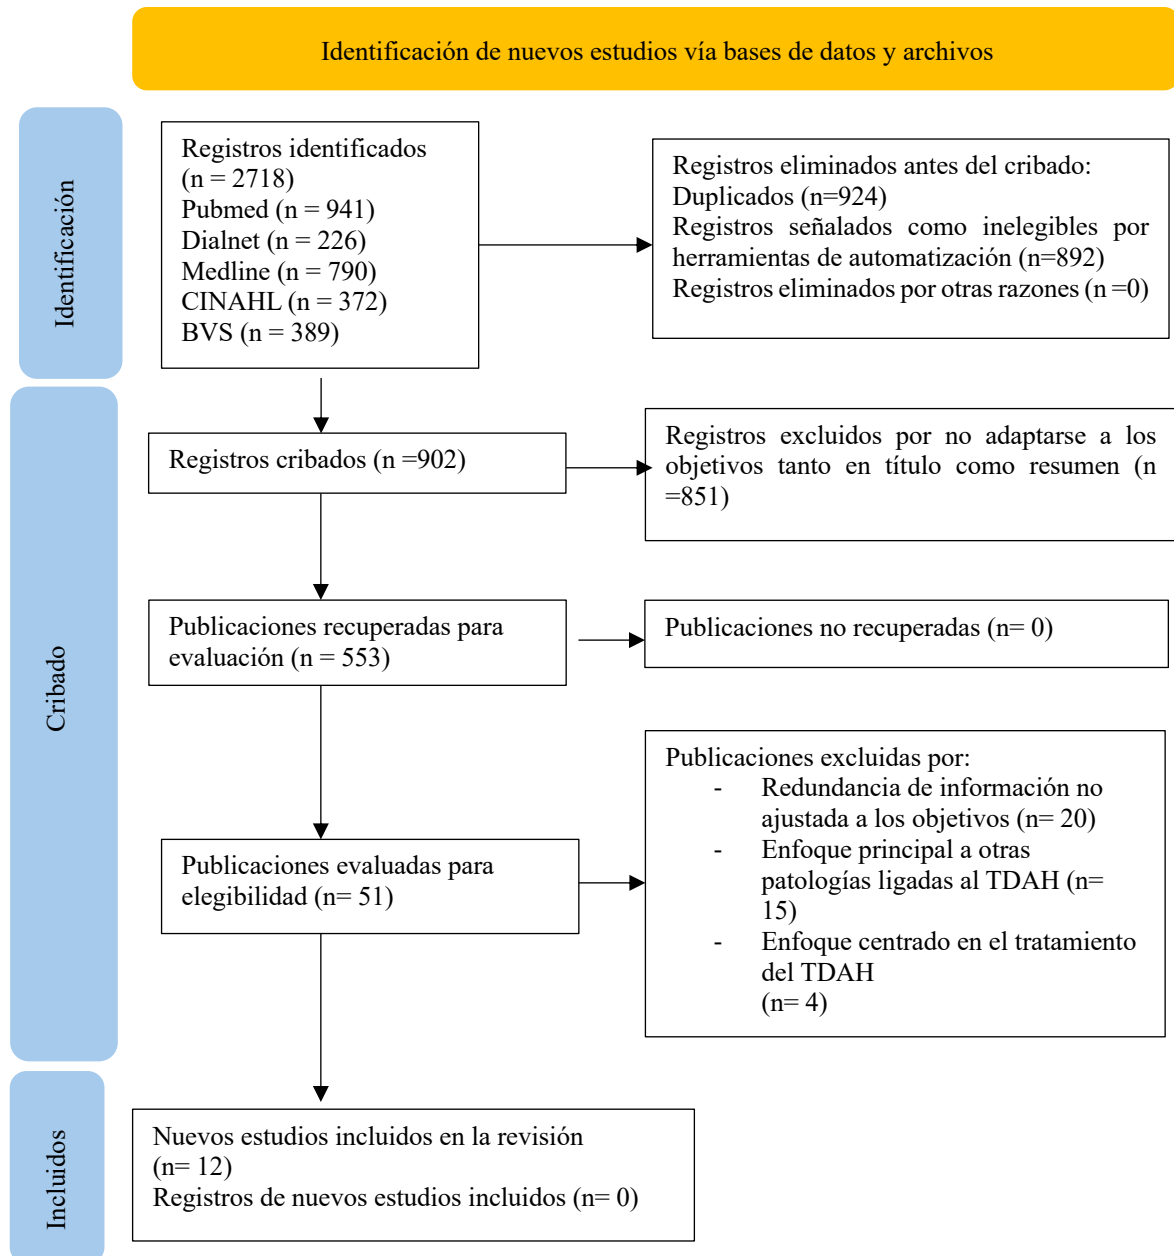 Identificación de nuevos estudios vía bases de datos y archivos
Identificación
Registros identificados
(n = 2718)
Pubmed (n = 941)
Dialnet (n = 226)
Medline (n = 790)
CINAHL (n = 372)
BVS (n = 389)
Registros eliminados antes del cribado:
Duplicados (n=924)
Registros señalados como inelegibles por
herramientas de automatización (n=892)
Registros eliminados por otras razones (n =0)
Cribado
Registros cribados (n =902)
Registros excluidos por no adaptarse a los
objetivos tanto en título como resumen (n
=851)
Publicaciones recuperadas para
evaluación (n = 553)
Publicaciones no recuperadas (n= 0)
Publicaciones evaluadas para
elegibilidad (n= 51)
Publicaciones excluidas por:
- Redundancia de información no
ajustada a los objetivos (n= 20)
- Enfoque principal a otras
patologías ligadas al TDAH (n=
15)
- Enfoque centrado en el tratamiento
del TDAH
(n= 4)
Incluidos
Nuevos estudios incluidos en la revisión
(n= 12)
Registros de nuevos estudios incluidos (n= 0)